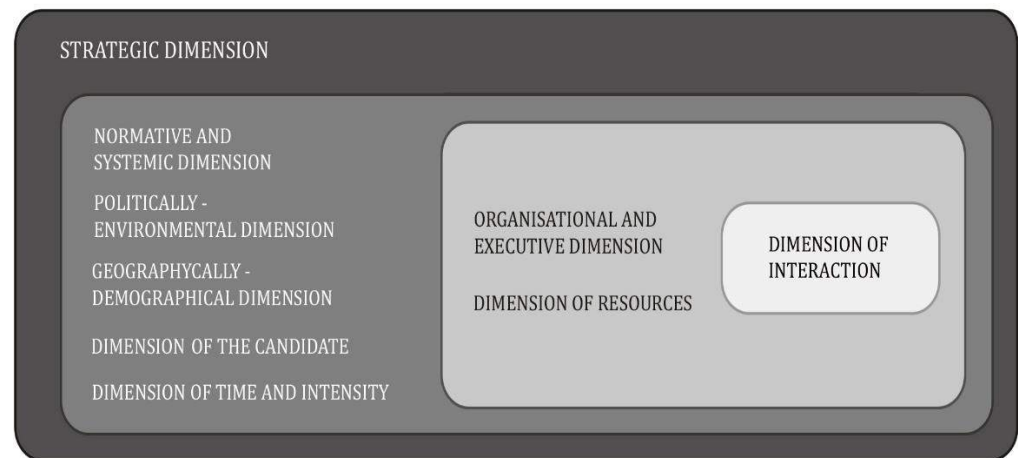 STRATEGIC DIMENSION
NORMATIVE AND
SYSTEMIC DIMENSION
POLITICALLY -
ENVIRONMENTAL DIMENSION
GEOGRAPHYCALLY -
DEMOGRAPHICAL DIMENSION
DIMENSION OF THE CANDIDATE
DIMENSION OF TIME AND INTENSITY
ORGANISATIONAL AND
EXECUTIVE DIMENSION
DIMENSION OF RESOURCES
DIMENSION OF
INTERACTION